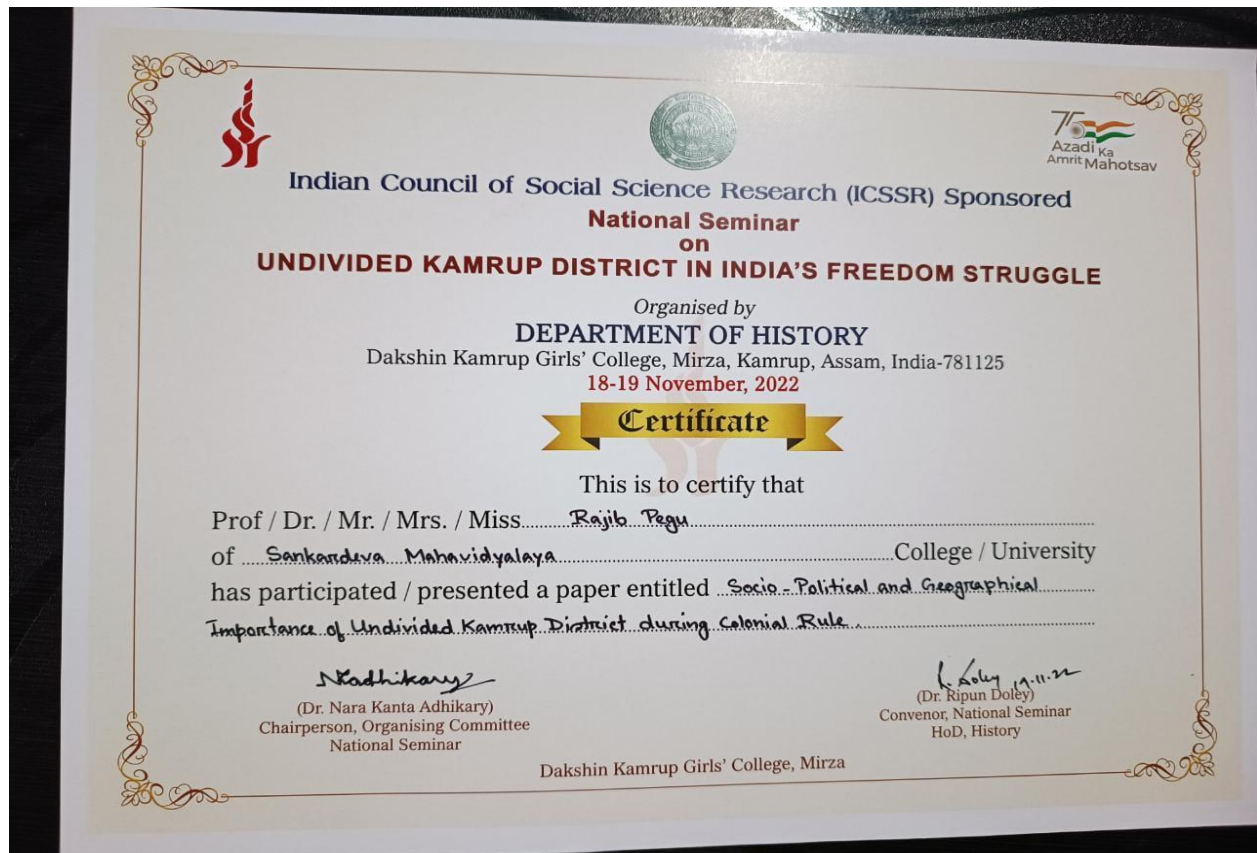 75
Azadi Ka
Amrit Mahotsav
Indian Council of Social Science Research (ICSSR) Sponsored
National Seminar
on
UNDIVIDED KAMRUP DISTRICT IN INDIA'S FREEDOM STRUGGLE
Organised by
DEPARTMENT OF HISTORY
Dakshin Kamrup Girls' College, Mirza, Kamrup, Assam, India-781125
18-19 November, 2022
Certificate
This is to certify that
Prof / Dr. / Mr. / Mrs. / Miss Rajib Pegu
of Sankardeva Mahavidyalaya College / University
has participated / presented a paper entitled Socio-Political and Geographical
Importance of Undivided Kamrup District during Colonial Rule.
NKadhikary
(Dr. Nara Kanta Adhikary)
Chairperson, Organising Committee
National Seminar
R. Doley 19.11.22
(Dr. Ripun Doley)
Convenor, National Seminar
HoD, History
Dakshin Kamrup Girls' College, Mirza